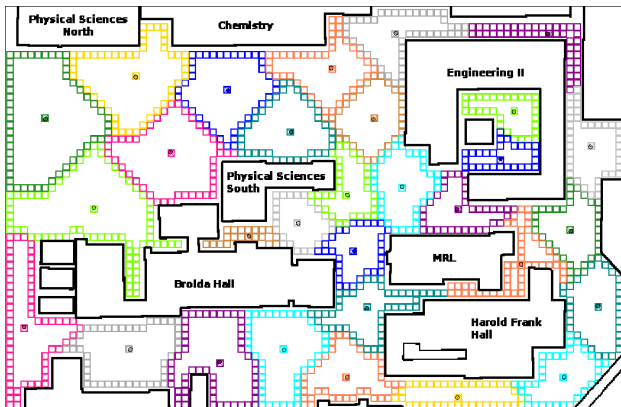 Physical Sciences
North
Chemistry
Engineering II
Physical Sciences
South
Broida Hall
MRL
Harold Frank
Hall